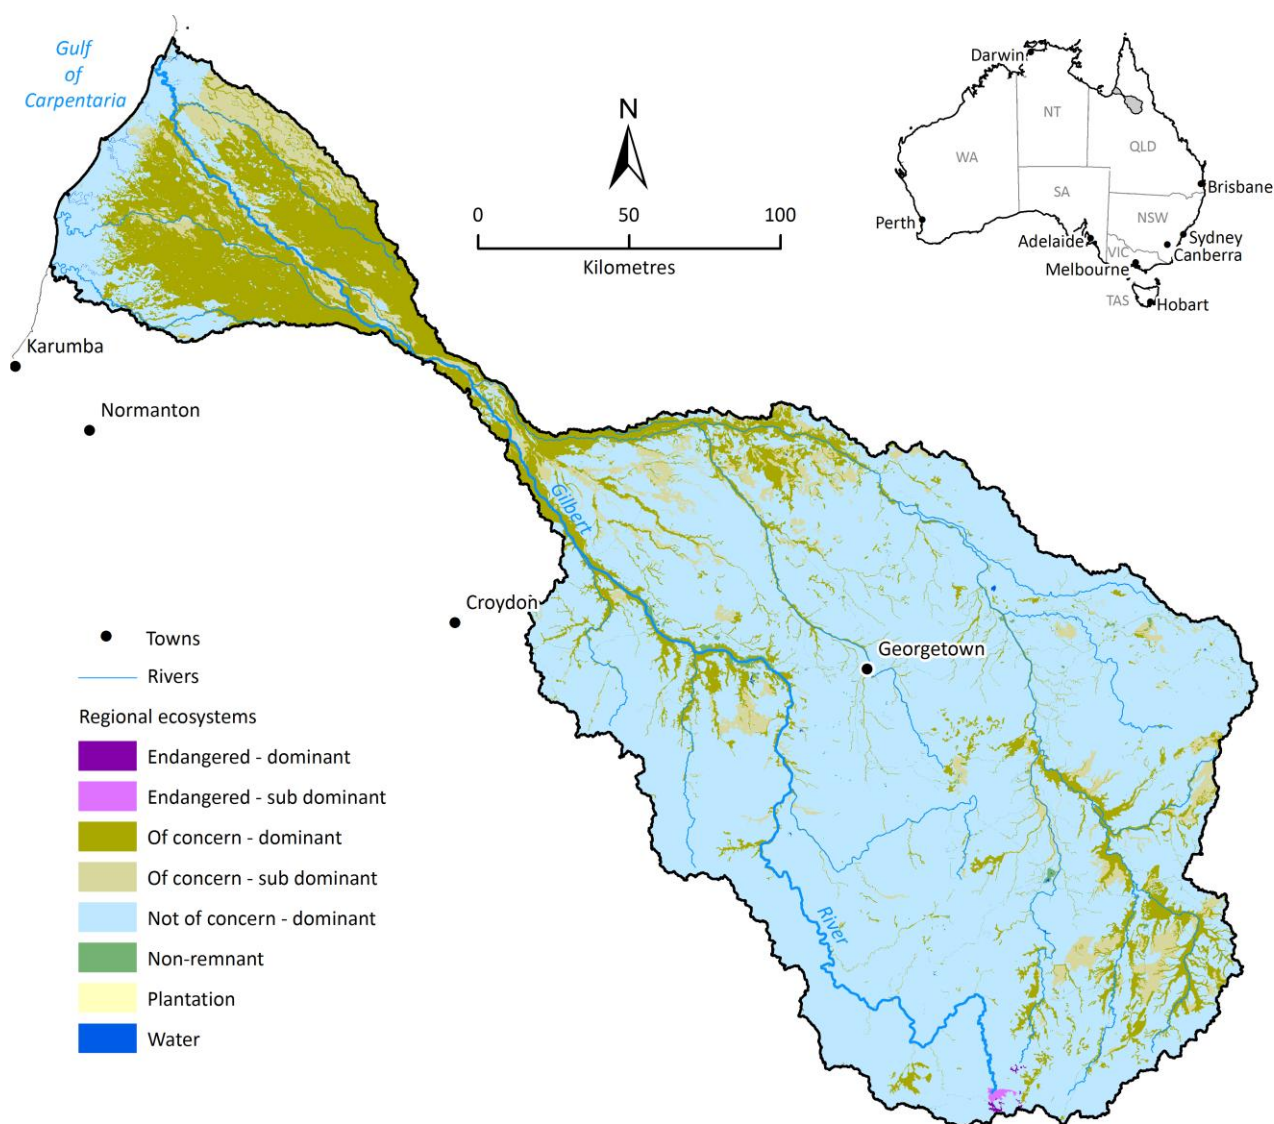 Gulf
of
Carpentaria
N
0 50 100
Kilometres
Darwin
NT
WA
QLD
SA
Brisbane
NSW
Perth
Adelaide
Sydney
VIC
Canberra
Melbourne
TAS
Hobart
Karumba
Normanton
Gilbert
Croydon
Georgetown
River
Towns
Rivers
Regional ecosystems
Endangered - dominant
Endangered - sub dominant
Of concern - dominant
Of concern - sub dominant
Not of concern - dominant
Non-remnant
Plantation
Water